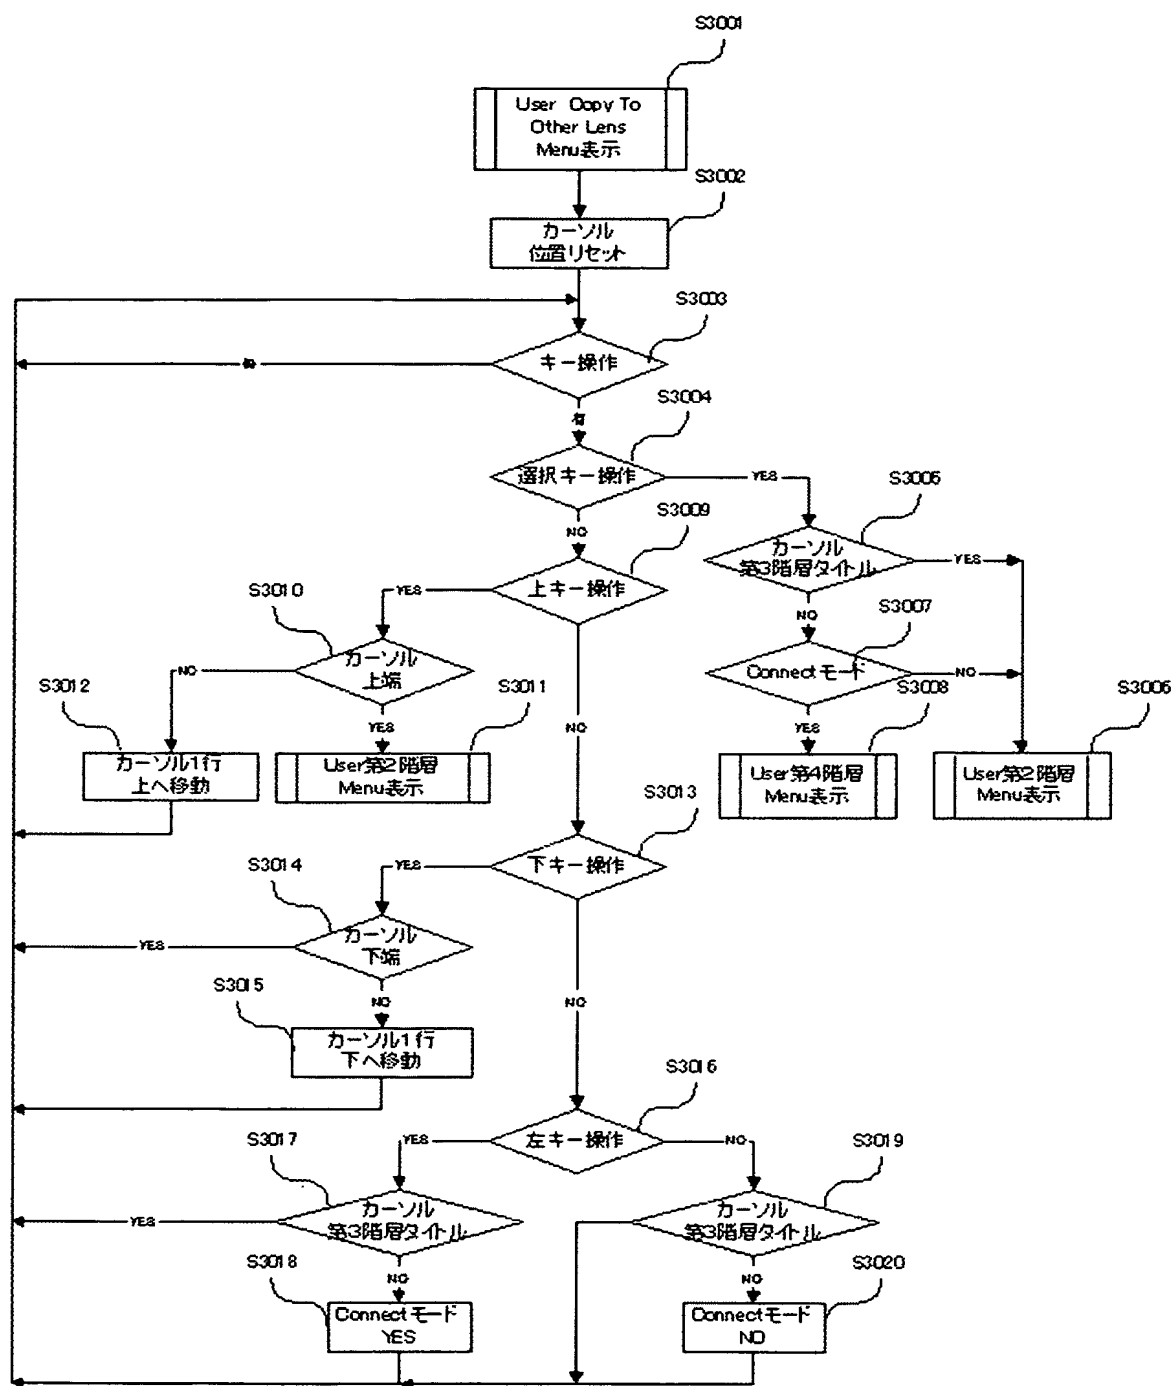 S3001
User Copy To
Other Lens
Menu表示
S3002
カーソル
位置リセット
S3003
キー操作
有
S3004
選択キー操作
YES
NO
S3005
カーソル
第3階層タイトル
YES
NO
S3009
上キー操作
YES
NO
S3010
カーソル
上端
NO
YES
S3007
Connectモード
NO
YES
S3012
カーソル1行
上へ移動
S3011
User第2階層
Menu表示
S3008
User第4階層
Menu表示
S3006
User第2階層
Menu表示
S3013
下キー操作
YES
NO
S3014
カーソル
下端
YES
NO
S3015
カーソル1行
下へ移動
S3016
左キー操作
YES
NO
S3017
カーソル
第3階層タイトル
YES
NO
S3019
カーソル
第3階層タイトル
NO
S3018
Connectモード
YES
S3020
Connectモード
NO